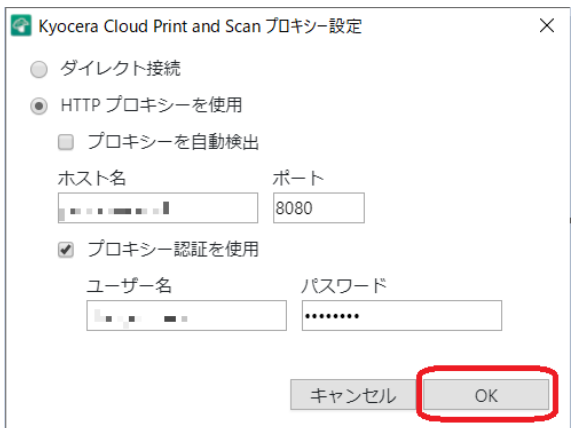 Kyocera Cloud Print and Scan プロキシー設定
ダイレクト接続
HTTP プロキシーを使用
プロキシーを自動検出
ホスト名 ポート
8080
プロキシー認証を使用
ユーザー名 パスワード
••••••••
キャンセル OK